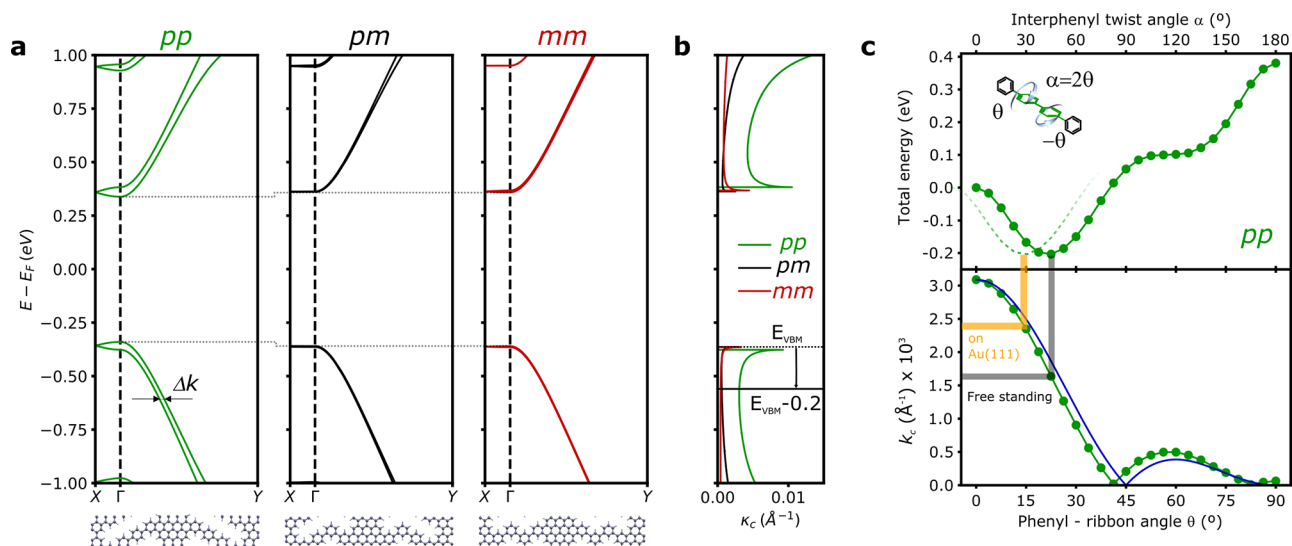 a
pp
pm
mm
1.00
0.75
0.50
0.25
0.00
−0.25
−0.50
−0.75
−1.00
E − E_F (eV)
Δk
X Γ Y
X Γ Y
X Γ Y
b
pp
pm
mm
E_VBM
E_VBM-0.2
0.00 0.01
κ_c (Å⁻¹)
c
Interphenyl twist angle α (º)
0 30 60 90 120 150 180
0.4
0.3
0.2
0.1
0.0
-0.1
-0.2
Total energy (eV)
α=2θ
θ
−θ
pp
3.0
2.5
2.0
1.5
1.0
0.5
0.0
k_c (Å⁻¹) x 10³
on
Au(111)
Free standing
0 15 30 45 60 75 90
Phenyl - ribbon angle θ (º)